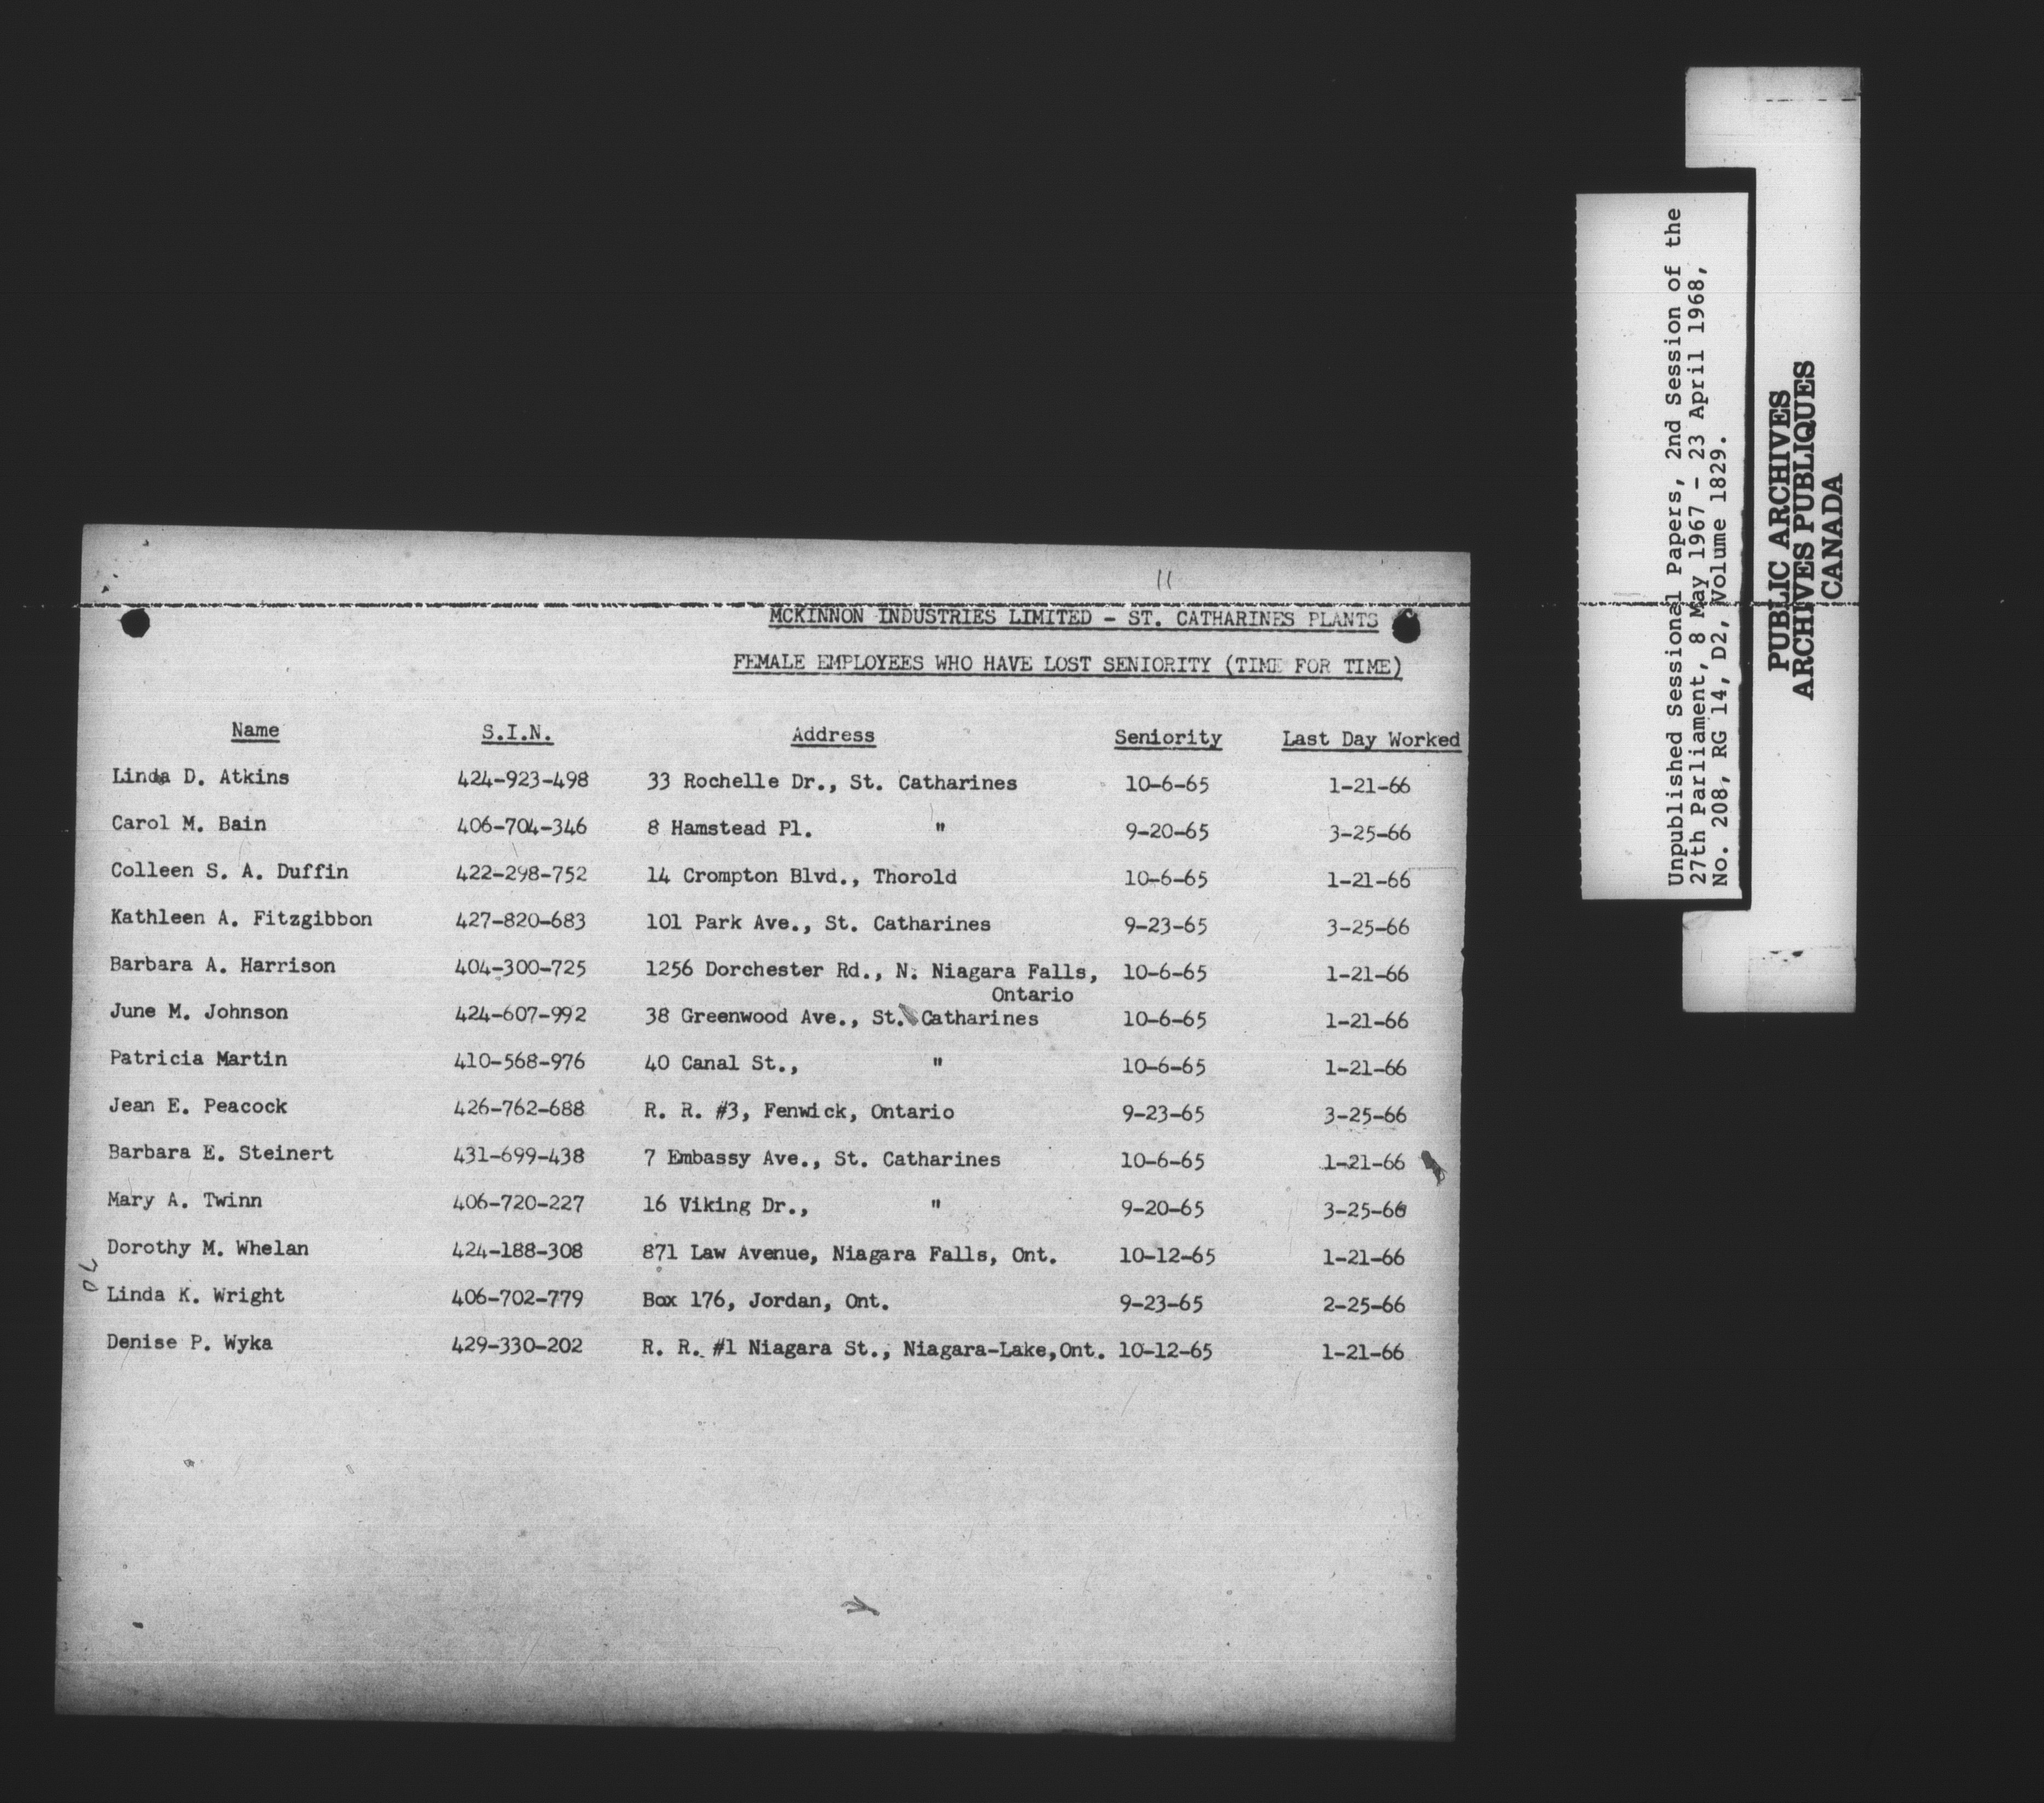 11
MCKINNON INDUSTRIES LIMITED - ST. CATHARINES PLANTS
FEMALE EMPLOYEES WHO HAVE LOST SENIORITY (TIME FOR TIME)
Name S.I.N. Address Seniority Last Day Worked
Linda D. Atkins 424-923-498 33 Rochelle Dr., St. Catharines 10-6-65 1-21-66
Carol M. Bain 406-704-346 8 Hamstead Pl. " 9-20-65 3-25-66
Colleen S. A. Duffin 422-298-752 14 Crompton Blvd., Thorold 10-6-65 1-21-66
Kathleen A. Fitzgibbon 427-820-683 101 Park Ave., St. Catharines 9-23-65 3-25-66
Barbara A. Harrison 404-300-725 1256 Dorchester Rd., N. Niagara Falls, 10-6-65 1-21-66
Ontario
June M. Johnson 424-607-992 38 Greenwood Ave., St. Catharines 10-6-65 1-21-66
Patricia Martin 410-568-976 40 Canal St., " 10-6-65 1-21-66
Jean E. Peacock 426-762-688 R. R. #3, Fenwick, Ontario 9-23-65 3-25-66
Barbara E. Steinert 431-699-438 7 Embassy Ave., St. Catharines 10-6-65 1-21-66
Mary A. Twinn 406-720-227 16 Viking Dr., " 9-20-65 3-25-66
Dorothy M. Whelan 424-188-308 871 Law Avenue, Niagara Falls, Ont. 10-12-65 1-21-66
Linda K. Wright 406-702-779 Box 176, Jordan, Ont. 9-23-65 2-25-66
Denise P. Wyka 429-330-202 R. R. #1 Niagara St., Niagara-Lake,Ont. 10-12-65 1-21-66
Unpublished Sessional Papers, 2nd Session of the
27th Parliament, 8 May 1967 - 23 April 1968,
No. 208, RG 14, D2, Volume 1829.
PUBLIC ARCHIVES
ARCHIVES PUBLIQUES
CANADA